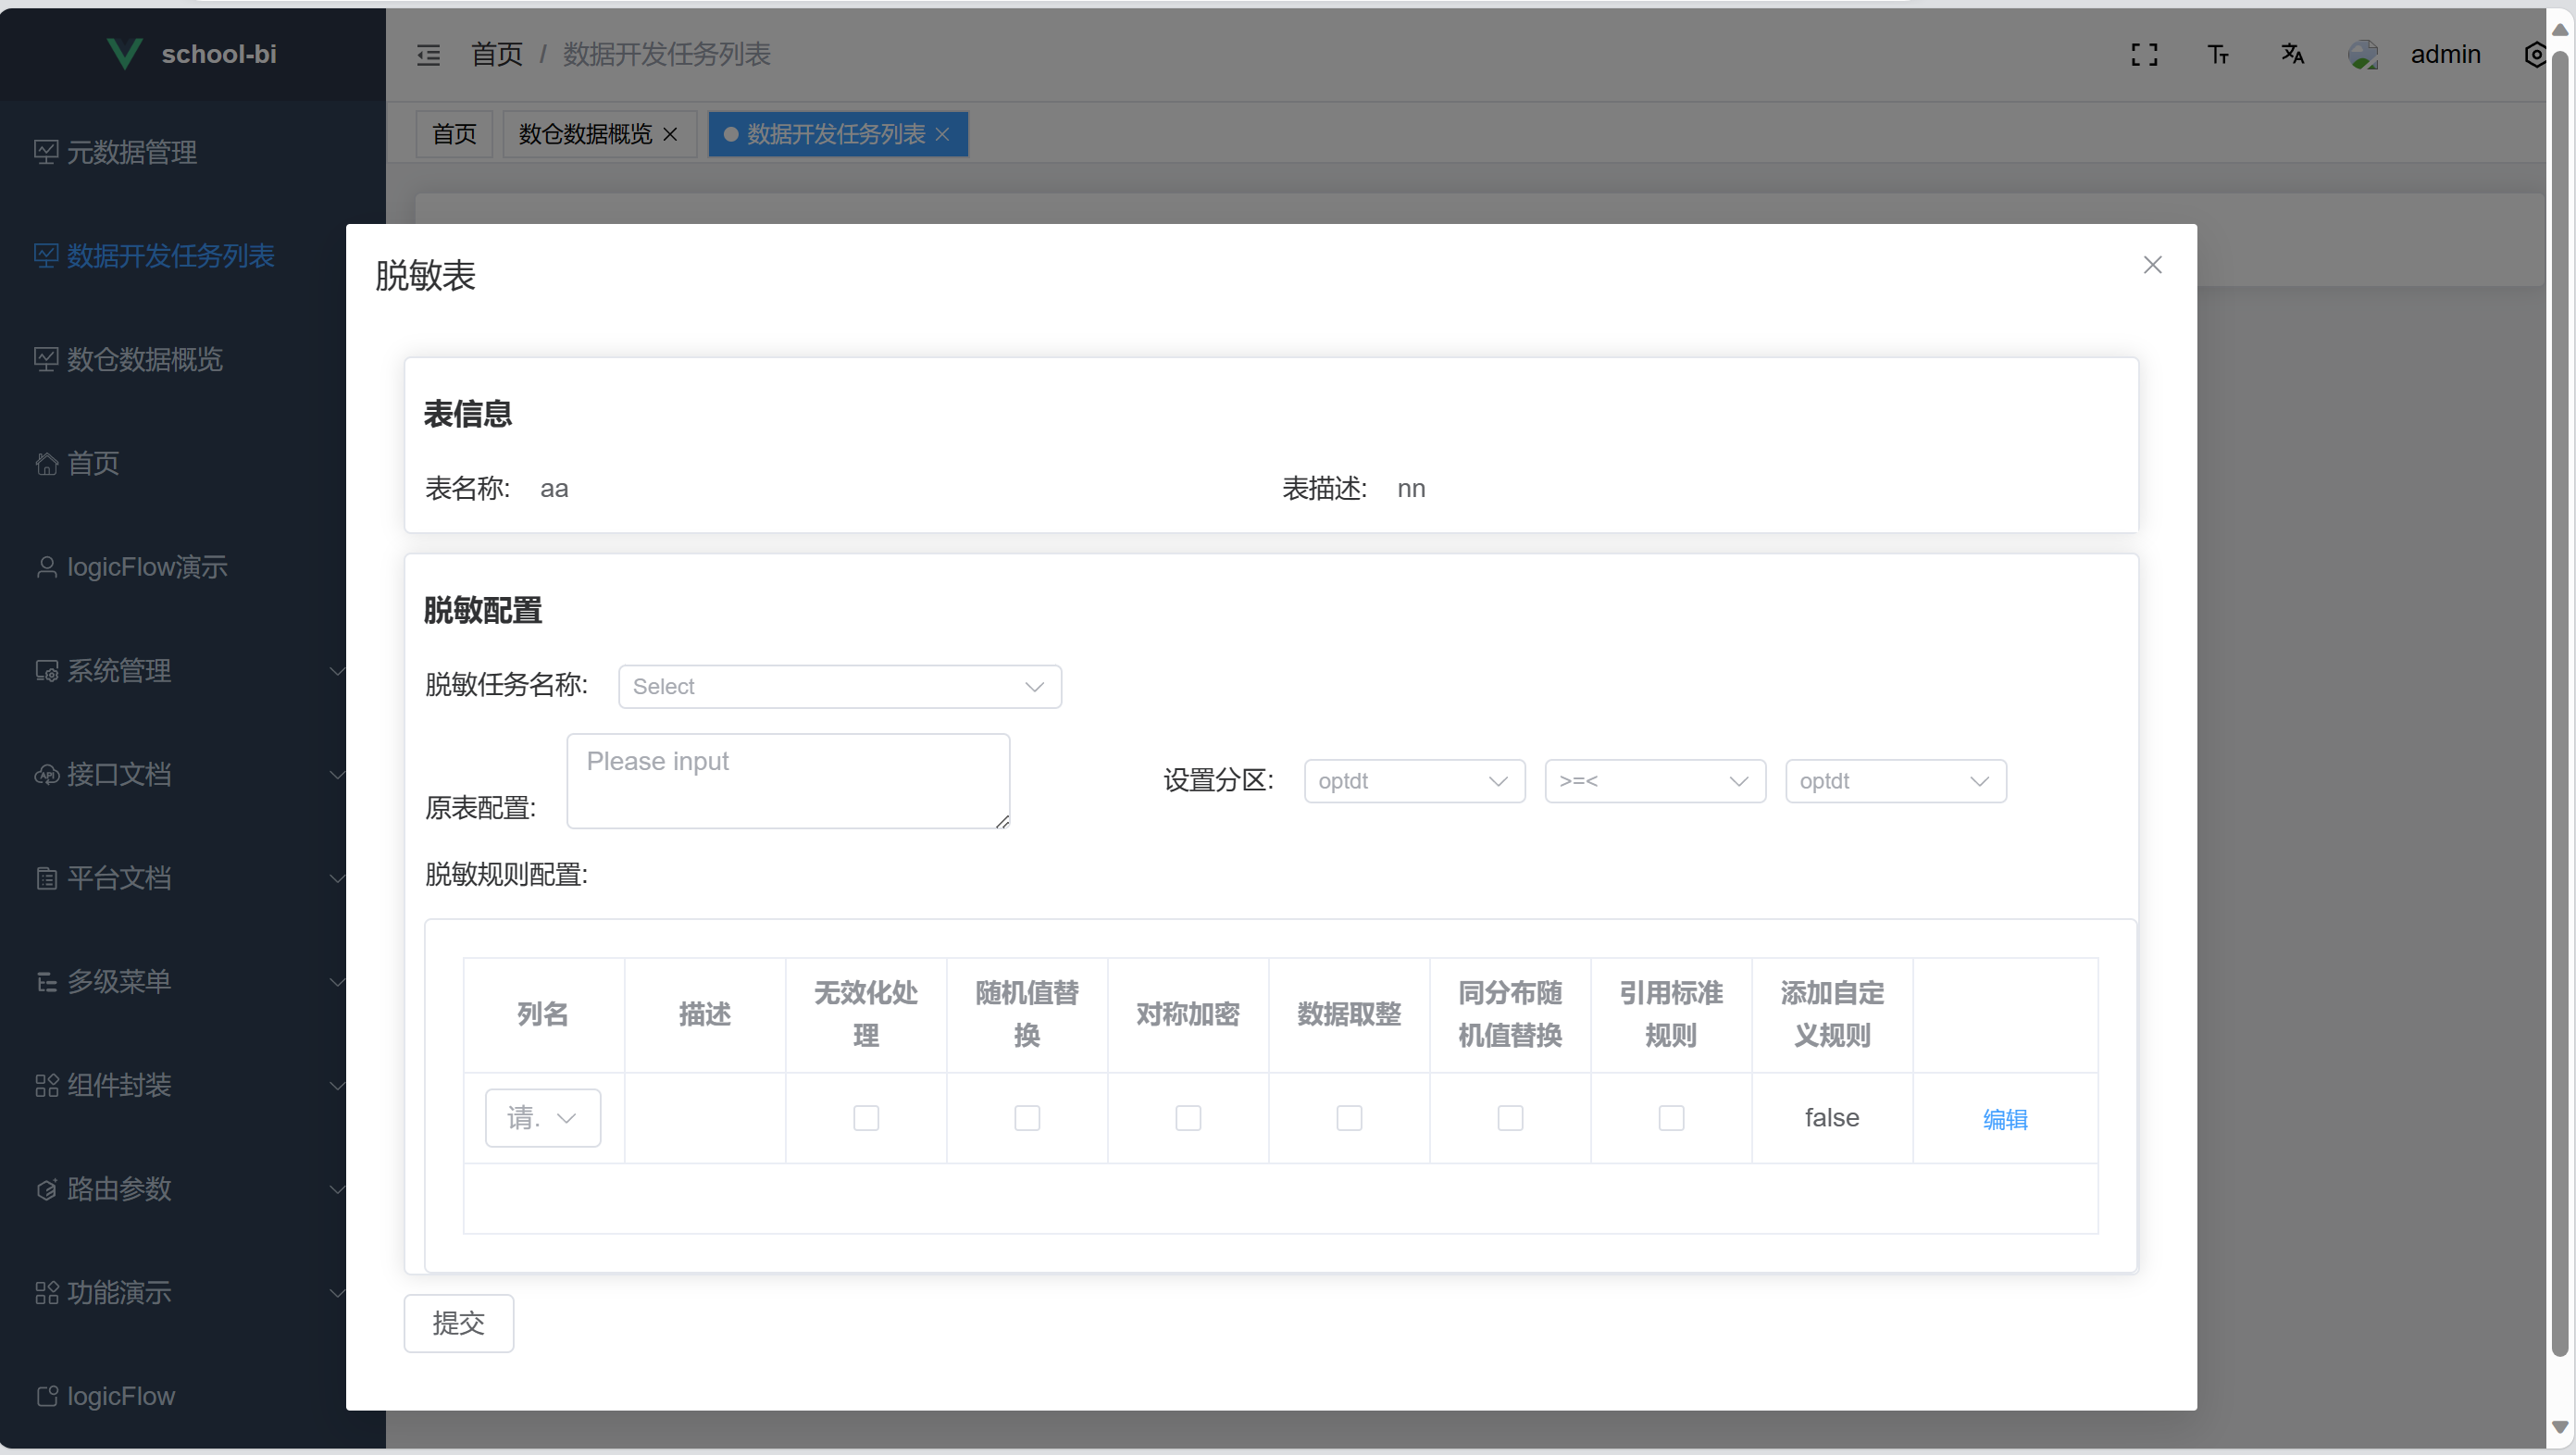 school-bi
首页 / 数据开发任务列表
admin
首页
数仓数据概览
数据开发任务列表
元数据管理
数据开发任务列表
数仓数据概览
首页
logicFlow演示
系统管理
接口文档
平台文档
多级菜单
组件封装
路由参数
功能演示
logicFlow
脱敏表
表信息
表名称: aa
表描述: nn
脱敏配置
脱敏任务名称: Select
原表配置: Please input
设置分区: optdt >=< optdt
脱敏规则配置:
列名 描述 无效化处理 随机值替换 对称加密 数据取整 同分布随机值替换 引用标准规则 添加自定义规则
请. false 编辑
提交